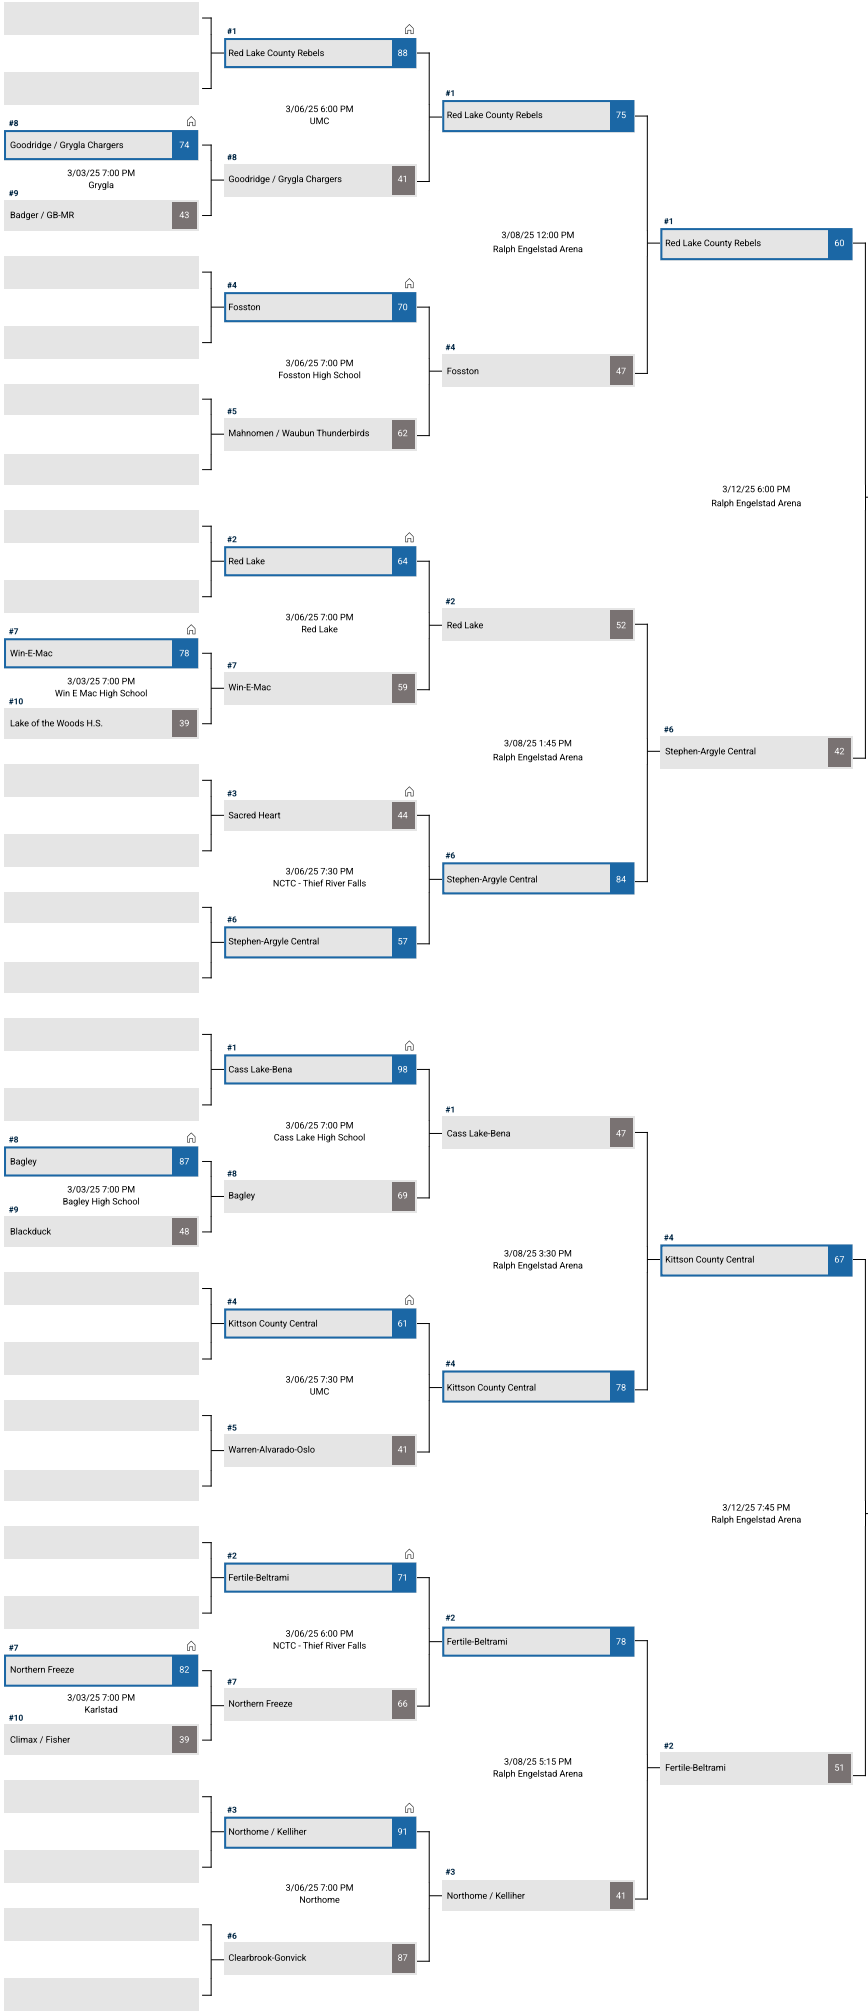 #1
Red Lake County Rebels 88
3/06/25 6:00 PM
UMC
#1
Red Lake County Rebels 75
#8
Goodridge / Grygla Chargers 74
3/03/25 7:00 PM
Grygla
#9
Badger / GB-MR 43
#8
Goodridge / Grygla Chargers 41
3/08/25 12:00 PM
Ralph Engelstad Arena
#1
Red Lake County Rebels 60
#4
Fosston 70
3/06/25 7:00 PM
Fosston High School
#4
Fosston 47
#5
Mahnomen / Waubun Thunderbirds 62
3/12/25 6:00 PM
Ralph Engelstad Arena
#2
Red Lake 64
3/06/25 7:00 PM
Red Lake
#2
Red Lake 52
#7
Win-E-Mac 78
3/03/25 7:00 PM
Win E Mac High School
#10
Lake of the Woods H.S. 39
#7
Win-E-Mac 59
3/08/25 1:45 PM
Ralph Engelstad Arena
#6
Stephen-Argyle Central 42
#3
Sacred Heart 44
3/06/25 7:30 PM
NCTC - Thief River Falls
#6
Stephen-Argyle Central 84
#6
Stephen-Argyle Central 57
#1
Cass Lake-Bena 98
3/06/25 7:00 PM
Cass Lake High School
#1
Cass Lake-Bena 47
#8
Bagley 87
3/03/25 7:00 PM
Bagley High School
#9
Blackduck 48
#8
Bagley 69
3/08/25 3:30 PM
Ralph Engelstad Arena
#4
Kittson County Central 67
#4
Kittson County Central 61
3/06/25 7:30 PM
UMC
#4
Kittson County Central 78
#5
Warren-Alvarado-Oslo 41
3/12/25 7:45 PM
Ralph Engelstad Arena
#2
Fertile-Beltrami 71
3/06/25 6:00 PM
NCTC - Thief River Falls
#2
Fertile-Beltrami 78
#7
Northern Freeze 82
3/03/25 7:00 PM
Karlstad
#10
Climax / Fisher 39
#7
Northern Freeze 66
3/08/25 5:15 PM
Ralph Engelstad Arena
#2
Fertile-Beltrami 51
#3
Northome / Kelliher 91
3/06/25 7:00 PM
Northome
#3
Northome / Kelliher 41
#6
Clearbrook-Gonvick 87